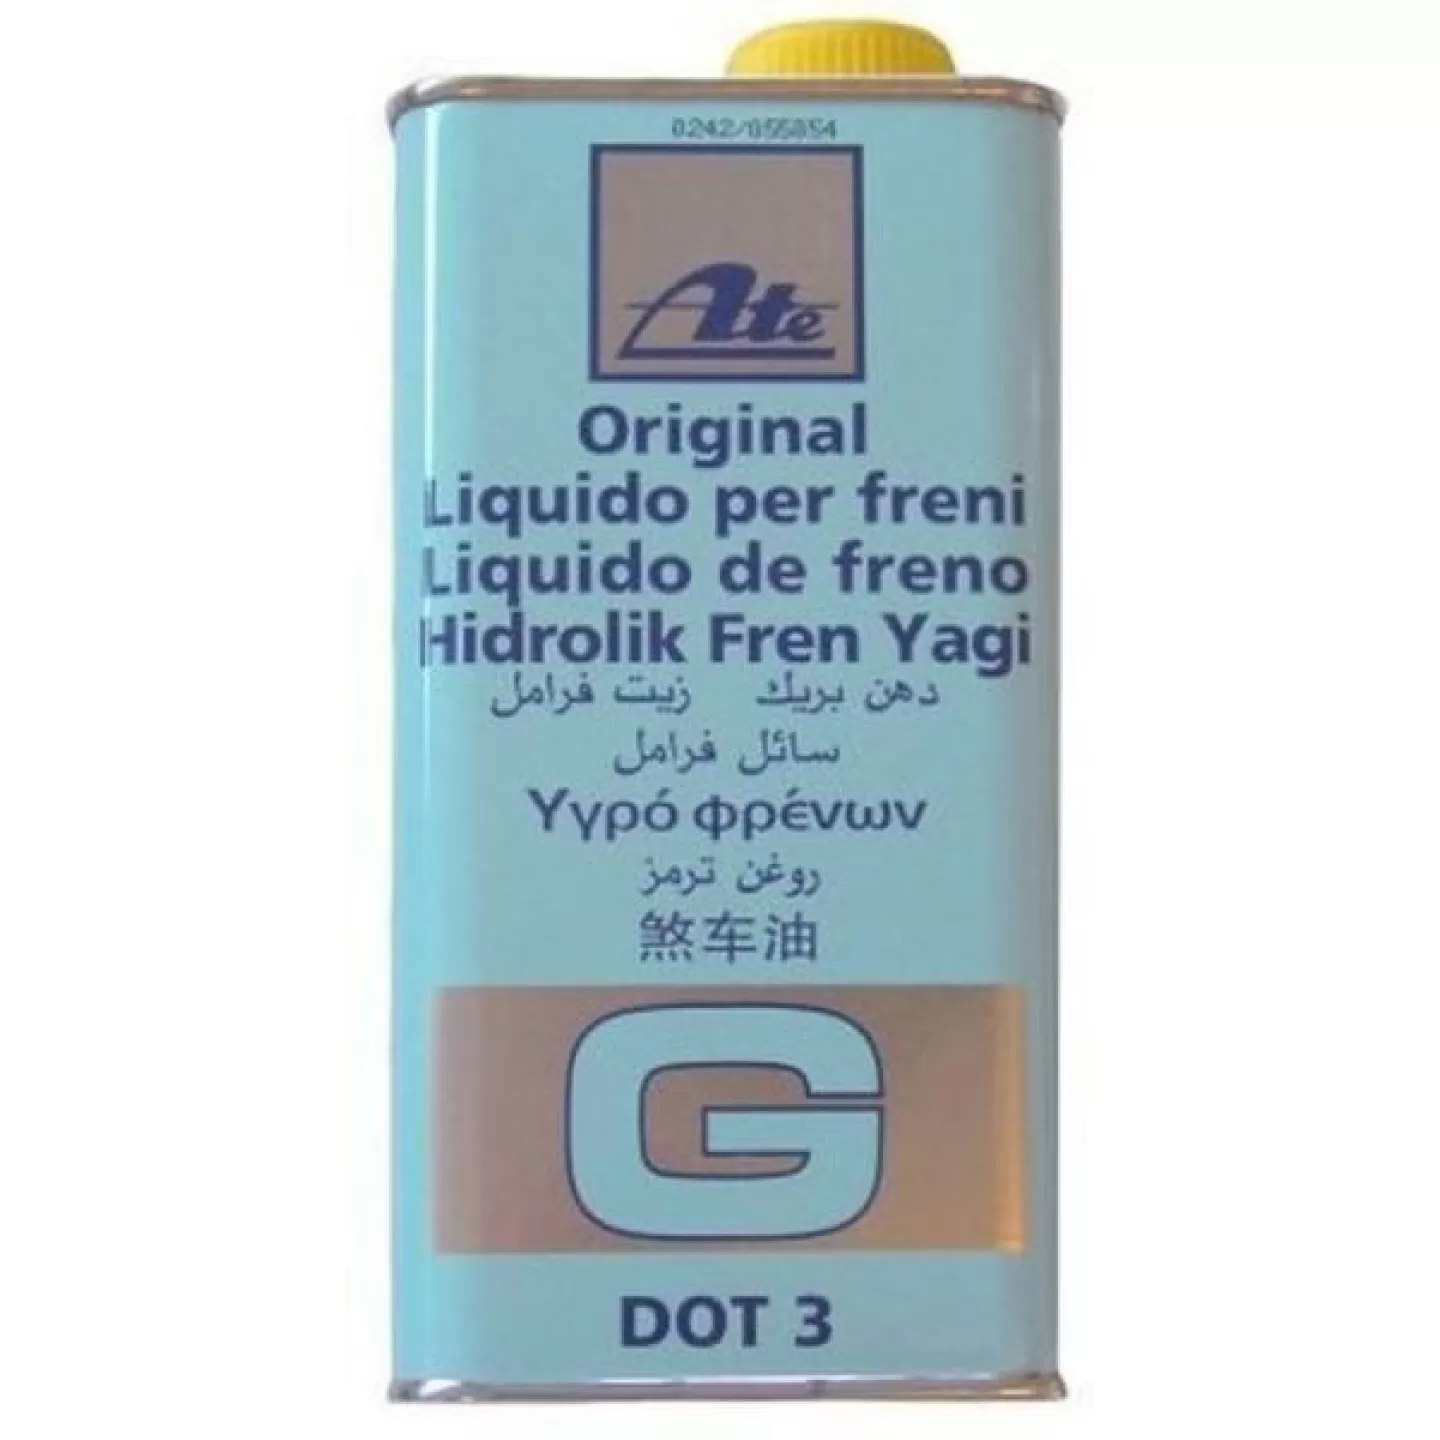 0242/055054
Ate
Original
Liquido per freni
Liquido de freno
Hidrolik Fren Yagi
دهن بريك زيت فرامل
سائل فرامل
Υγρό φρένων
روغن ترمز
煞车油
G
DOT 3